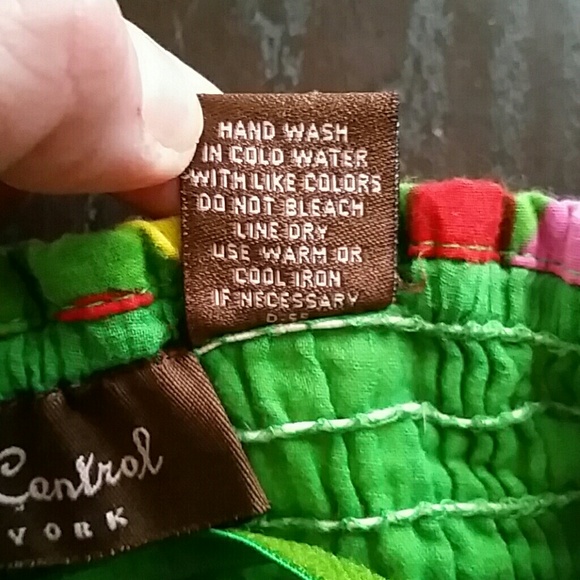 HAND WASH
IN COLD WATER
WITH LIKE COLORS
DO NOT BLEACH
LINE DRY
USE WARM OR
COOL IRON
IF NECESSARY
Control
YORK